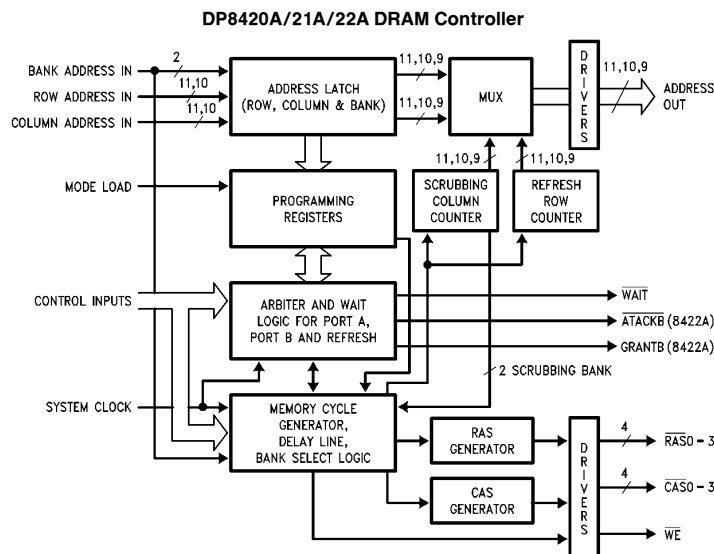 DP8420A/21A/22A DRAM Controller
BANK ADDRESS IN
2
ROW ADDRESS IN
11,10
COLUMN ADDRESS IN
11,10
ADDRESS LATCH
(ROW, COLUMN & BANK)
11,10,9
11,10,9
MUX
DRIVERS
11,10,9
ADDRESS
OUT
11,10,9
11,10,9
MODE LOAD
PROGRAMMING
REGISTERS
SCRUBBING
COLUMN
COUNTER
REFRESH
ROW
COUNTER
CONTROL INPUTS
ARBITER AND WAIT
LOGIC FOR PORT A,
PORT B AND REFRESH
WAIT
ATACKB (8422A)
GRANTB (8422A)
2 SCRUBBING BANK
SYSTEM CLOCK
MEMORY CYCLE
GENERATOR,
DELAY LINE,
BANK SELECT LOGIC
RAS
GENERATOR
CAS
GENERATOR
DRIVERS
4
RAS0-3
4
CAS0-3
WE